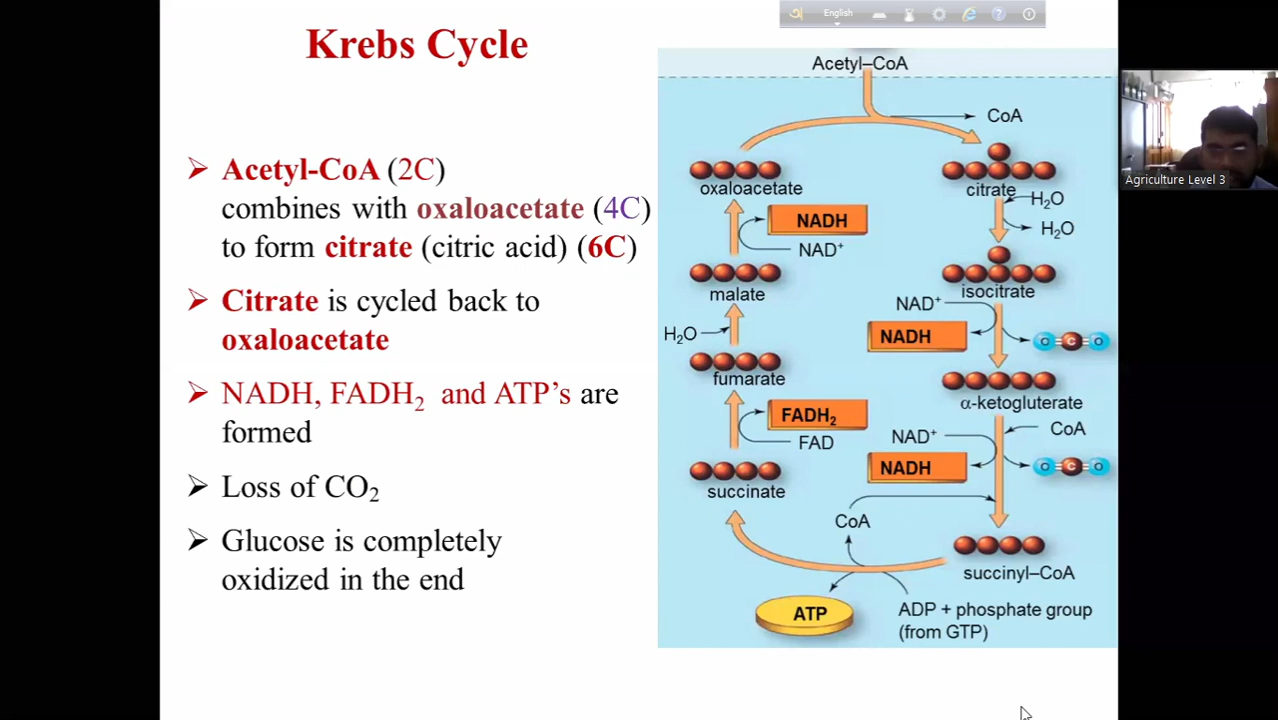 অ English
Krebs Cycle
Acetyl-CoA (2C)
combines with oxaloacetate (4C)
to form citrate (citric acid) (6C)
Citrate is cycled back to
oxaloacetate
NADH, FADH₂ and ATP's are
formed
Loss of CO₂
Glucose is completely
oxidized in the end
Acetyl–CoA
CoA
oxaloacetate
citrate
H₂O
H₂O
NADH
NAD⁺
malate
isocitrate
NAD⁺
NADH
O=C=O
H₂O
fumarate
α-ketogluterate
CoA
FADH₂
FAD
NAD⁺
NADH
O=C=O
succinate
CoA
succinyl–CoA
ATP
ADP + phosphate group
(from GTP)
Agriculture Level 3